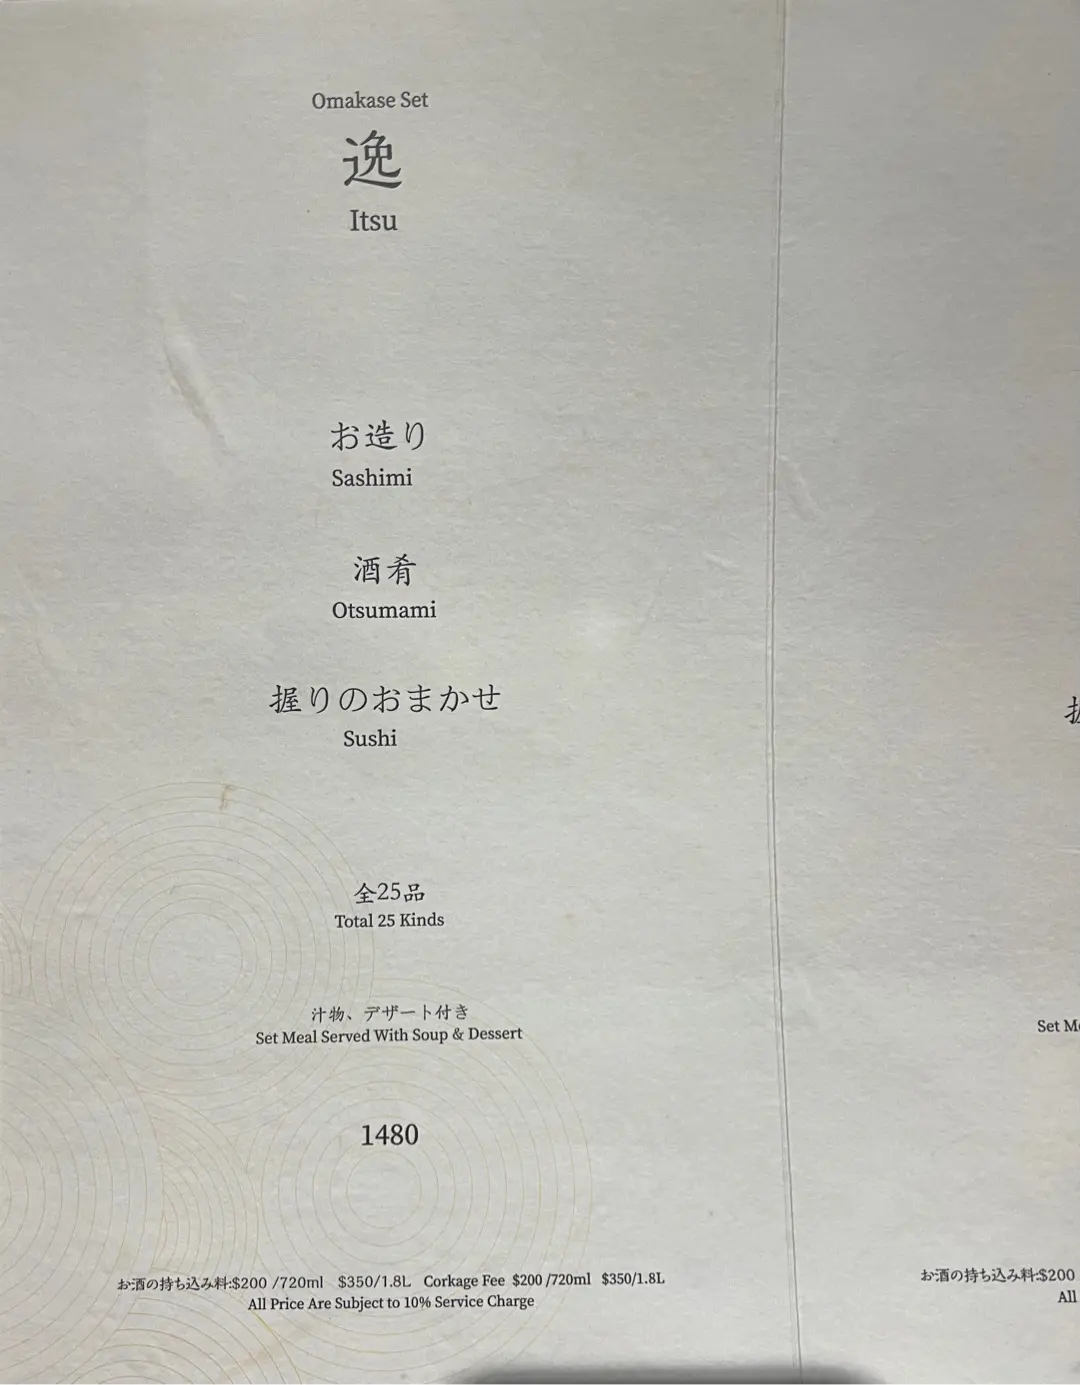 Omakase Set
逸
Itsu
お造り
Sashimi
酒肴
Otsumami
握りのおまかせ
Sushi
全25品
Total 25 Kinds
汁物、デザート付き
Set Meal Served With Soup & Dessert
1480
お酒の持ち込み料:$200 /720ml $350/1.8L Corkage Fee $200 /720ml $350/1.8L
All Price Are Subject to 10% Service Charge
Set
お酒の持ち込み料:$200
All